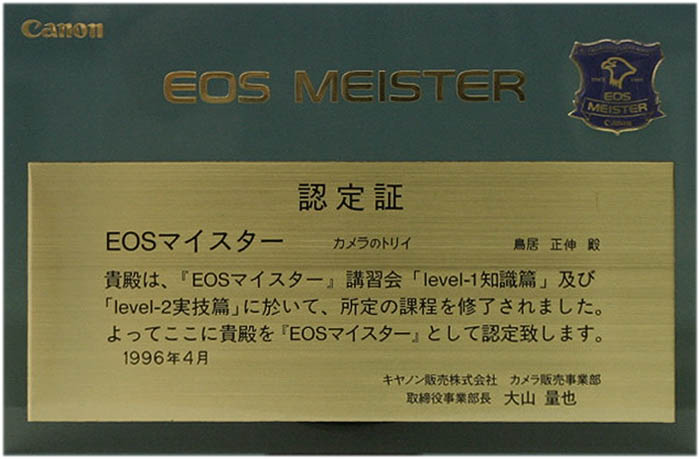 Canon
EOS MEISTER
EOS
MEISTER
Canon
認定証
EOSマイスター カメラのトリイ 鳥居 正伸 殿
貴殿は、『EOSマイスター』講習会「level-1知識篇」及び
「level-2実技篇」に於いて、所定の課程を修了されました。
よってここに貴殿を『EOSマイスター』として認定致します。
1996年4月
キヤノン販売株式会社 カメラ販売事業部
取締役事業部長 大山 量也